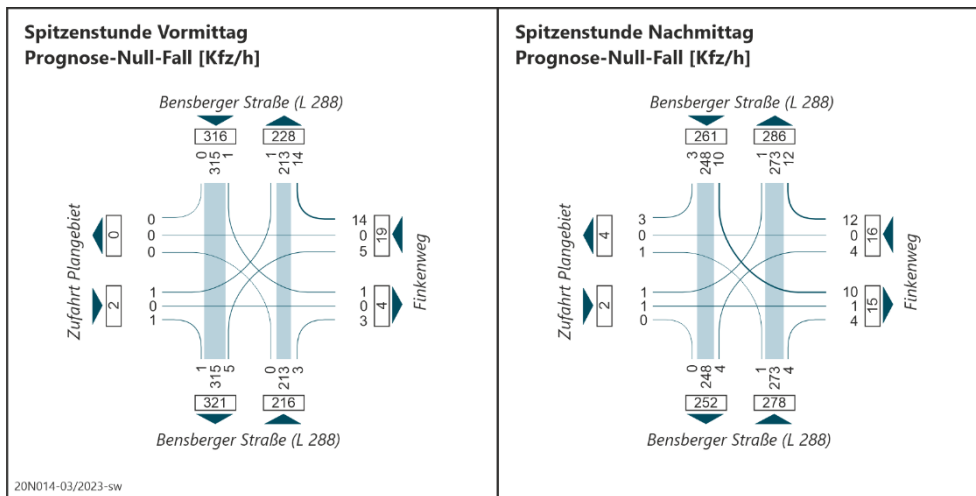 Spitzenstunde Vormittag
Prognose-Null-Fall [Kfz/h]
Bensberger Straße (L 288)
316 228
0 315 1 1 213 14
Zufahrt Plangebiet
0
2
0
0
0
1
0
1
14
0
5
1
0
3
19
4
Finkenweg
1 315 5 0 213 3
321 216
Bensberger Straße (L 288)
20N014-03/2023-sw
Spitzenstunde Nachmittag
Prognose-Null-Fall [Kfz/h]
Bensberger Straße (L 288)
261 286
3 248 10 1 273 12
Zufahrt Plangebiet
4
2
3
0
1
1
1
0
12
0
4
10
1
4
16
15
Finkenweg
0 248 4 1 273 4
252 278
Bensberger Straße (L 288)